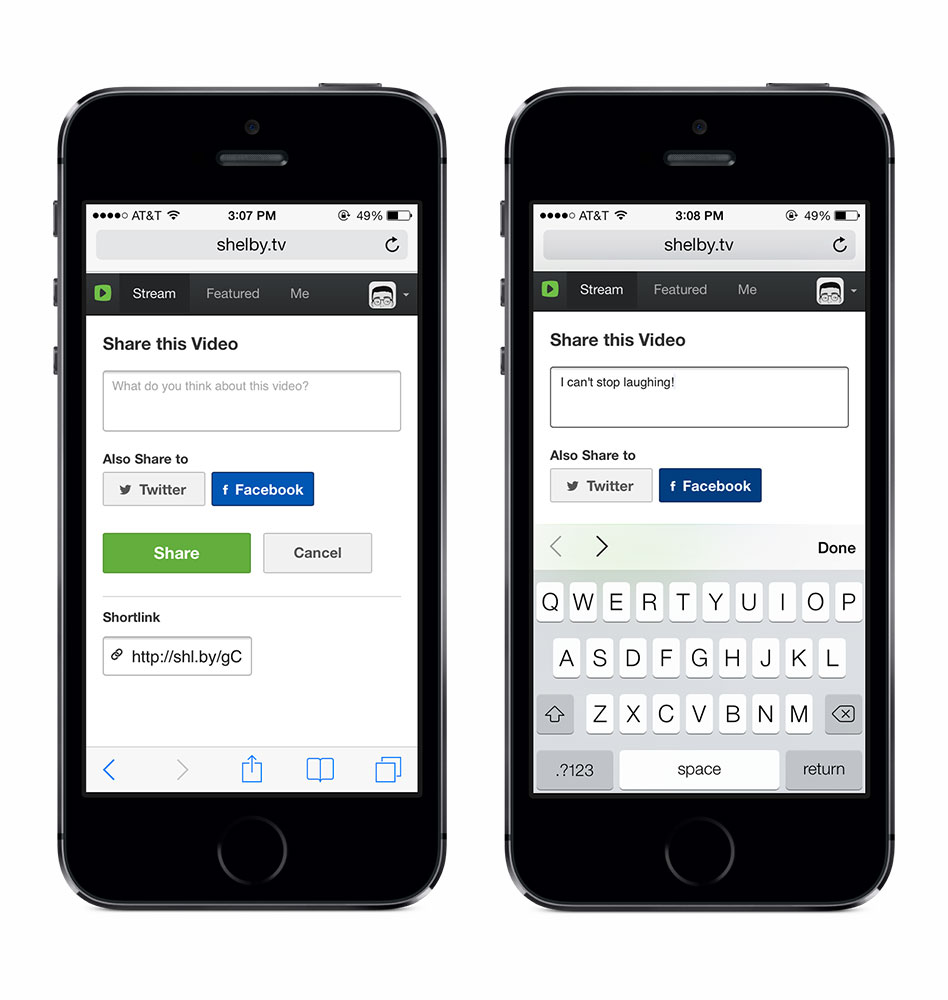 AT&T 3:07 PM 49%
shelby.tv
Stream Featured Me
Share this Video
What do you think about this video?
Also Share to
Twitter f Facebook
Share Cancel
Shortlink
http://shl.by/gC
AT&T 3:08 PM 49%
shelby.tv
Stream Featured Me
Share this Video
I can't stop laughing!
Also Share to
Twitter f Facebook
Done
Q W E R T Y U I O P
A S D F G H J K L
Z X C V B N M
.?123 space return